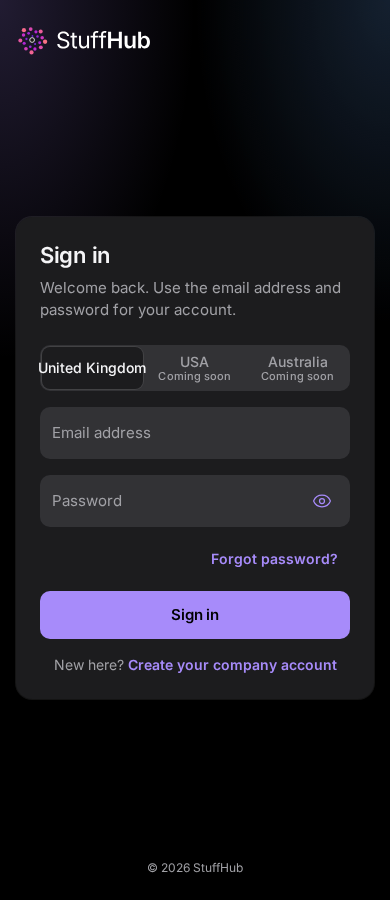 StuffHub
Sign in
Welcome back. Use the email address and
password for your account.
United Kingdom
USA
Coming soon
Australia
Coming soon
Email address
Password
Forgot password?
Sign in
New here? Create your company account
© 2026 StuffHub